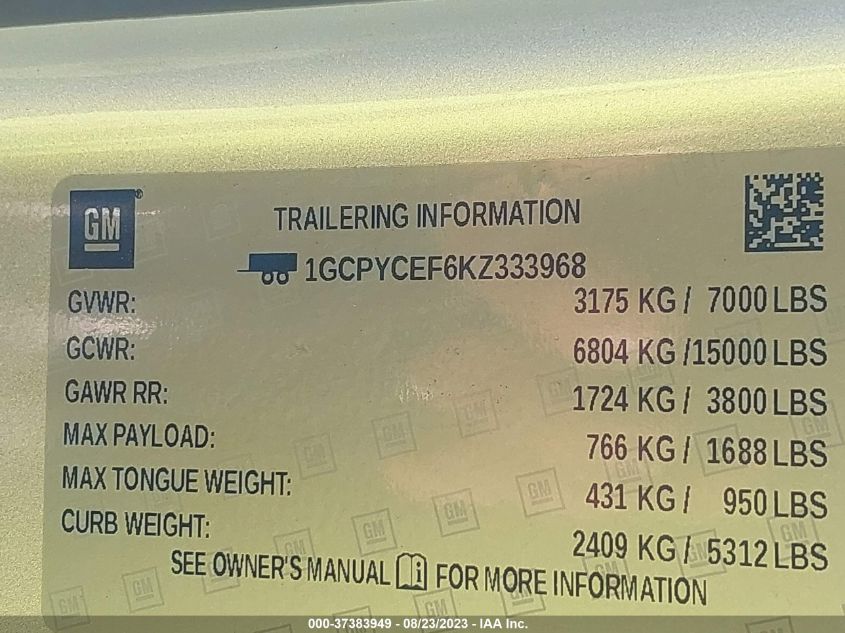 GM ®
TRAILERING INFORMATION
1GCPYCEF6KZ333968
GVWR: 3175 KG / 7000 LBS
GCWR: 6804 KG /15000 LBS
GAWR RR: 1724 KG / 3800 LBS
MAX PAYLOAD: 766 KG / 1688 LBS
MAX TONGUE WEIGHT: 431 KG / 950 LBS
CURB WEIGHT: 2409 KG / 5312 LBS
SEE OWNER'S MANUAL i FOR MORE INFORMATION
000-37383949 - 08/23/2023 - IAA Inc.